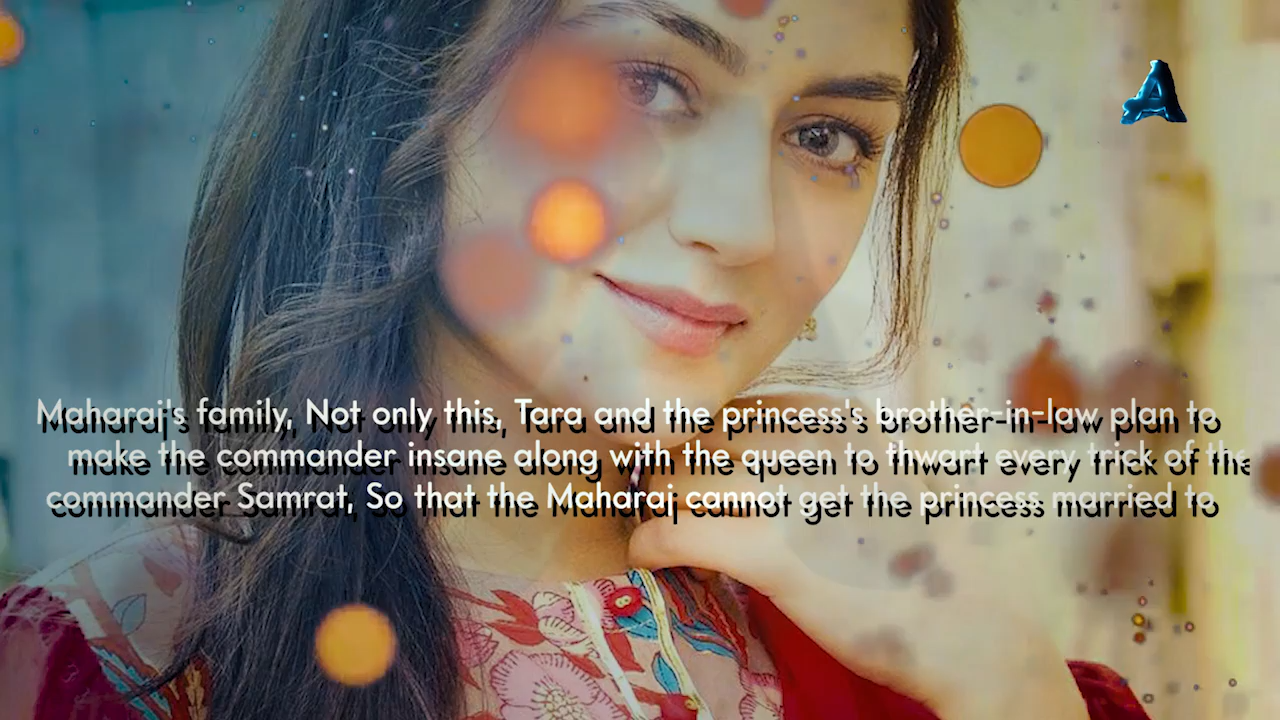 A
Maharaj's family, Not only this, Tara and the princess's brother-in-law plan to
make the commander insane along with the queen to thwart every trick of the
commander Samrat, So that the Maharaj cannot get the princess married to